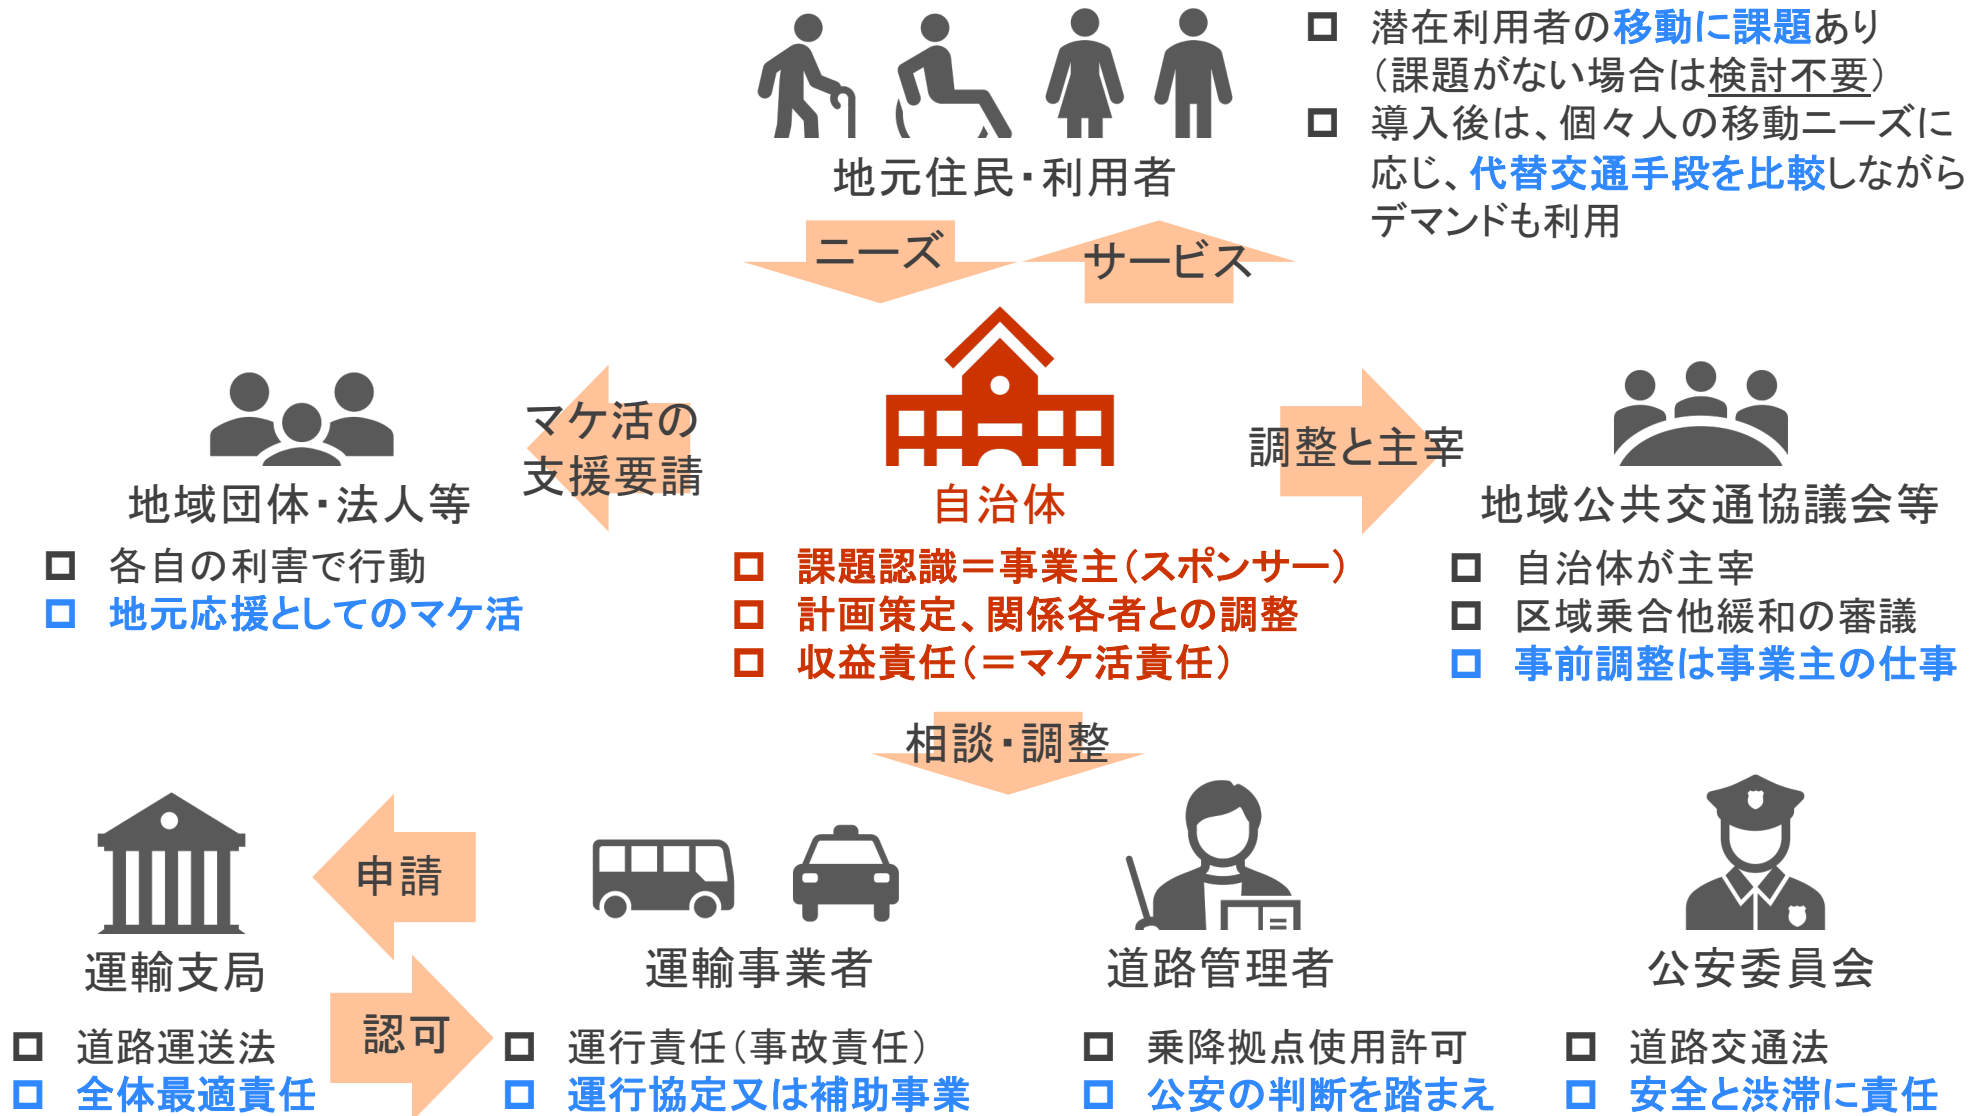 潜在利用者の移動に課題あり
（課題がない場合は検討不要）
導入後は、個々人の移動ニーズに
応じ、代替交通手段を比較しながら
デマンドも利用
地元住民・利用者
ニーズ
サービス
マケ活の
支援要請
調整と主宰
地域団体・法人等
各自の利害で行動
地元応援としてのマケ活
自治体
課題認識＝事業主（スポンサー）
計画策定、関係各者との調整
収益責任（＝マケ活責任）
地域公共交通協議会等
自治体が主宰
区域乗合他緩和の審議
事前調整は事業主の仕事
相談・調整
申請
認可
運輸支局
道路運送法
全体最適責任
運輸事業者
運行責任（事故責任）
運行協定又は補助事業
道路管理者
乗降拠点使用許可
公安の判断を踏まえ
公安委員会
道路交通法
安全と渋滞に責任